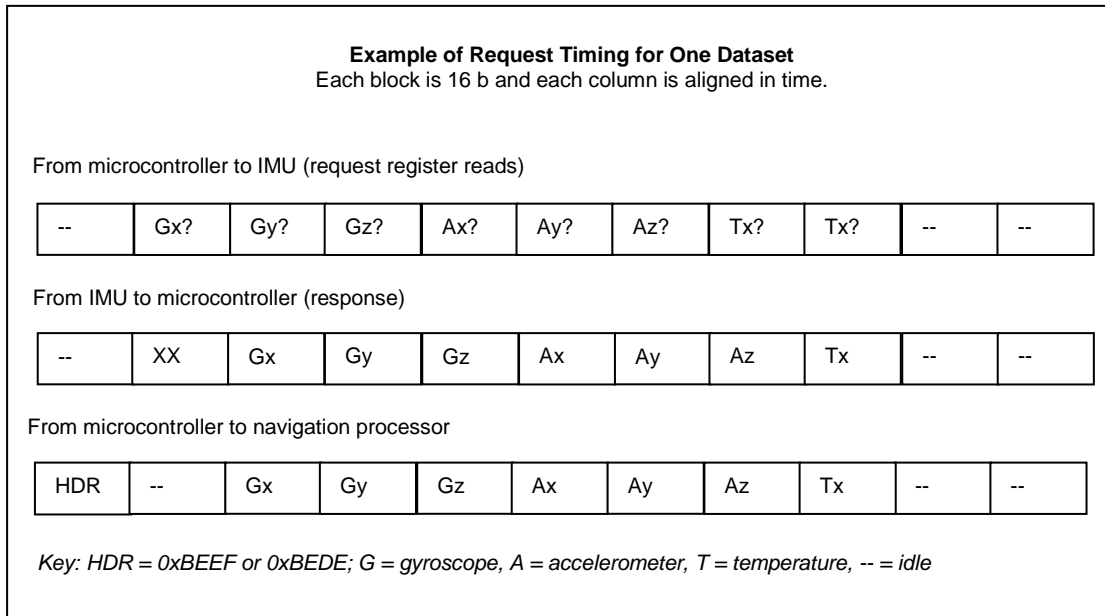 Example of Request Timing for One Dataset
Each block is 16 b and each column is aligned in time.
From microcontroller to IMU (request register reads)
-- Gx? Gy? Gz? Ax? Ay? Az? Tx? Tx? -- --
From IMU to microcontroller (response)
-- XX Gx Gy Gz Ax Ay Az Tx -- --
From microcontroller to navigation processor
HDR -- Gx Gy Gz Ax Ay Az Tx -- --
Key: HDR = 0xBEEF or 0xBEDE; G = gyroscope, A = accelerometer, T = temperature, -- = idle